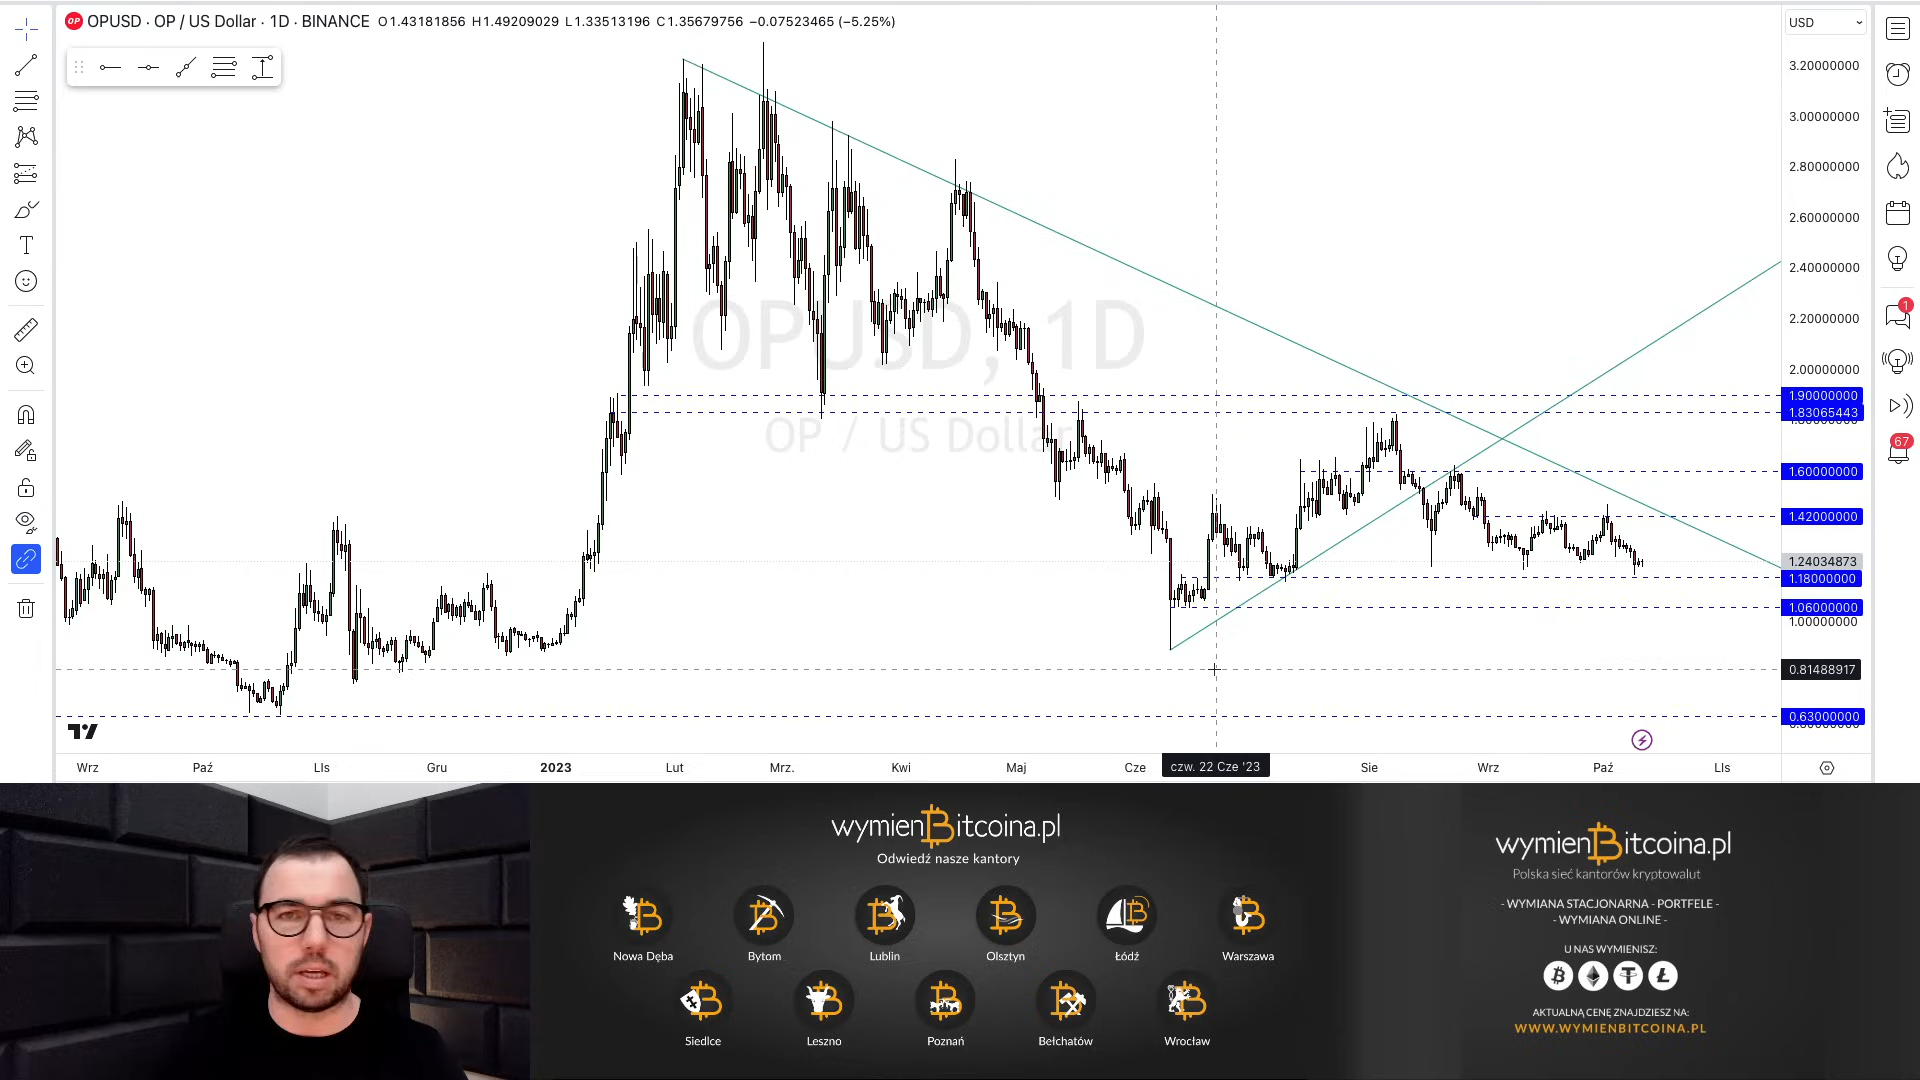 OP OPUSD · OP / US Dollar · 1D · BINANCE O1.43181856 H1.49209029 L1.33513196 C1.35679756 −0.07523465 (−5.25%)
USD
3.20000000
3.00000000
2.80000000
2.60000000
2.40000000
2.20000000
2.00000000
1.90000000
1.83065443
1.60000000
1.42000000
1.24034873
1.18000000
1.06000000
1.00000000
0.81488917
0.63000000
OPUSD, 1D
OP / US Dollar
1
67
Wrz Paź LIs Gru 2023 Lut Mrz. Kwi Maj Cze czw. 22 Cze '23 Sie Wrz Paź LIs
wymienBitcoina.pl
Odwiedź nasze kantory
Nowa Dęba Bytom Lublin Olsztyn Łódź Warszawa
Siedlce Leszno Poznań Bełchatów Wrocław
wymienBitcoina.pl
Polska sieć kantorów kryptowalut
- WYMIANA STACJONARNA - PORTFELE -
- WYMIANA ONLINE -
U NAS WYMIENISZ:
AKTUALNĄ CENĘ ZNAJDZIESZ NA:
WWW.WYMIENBITCOINA.PL